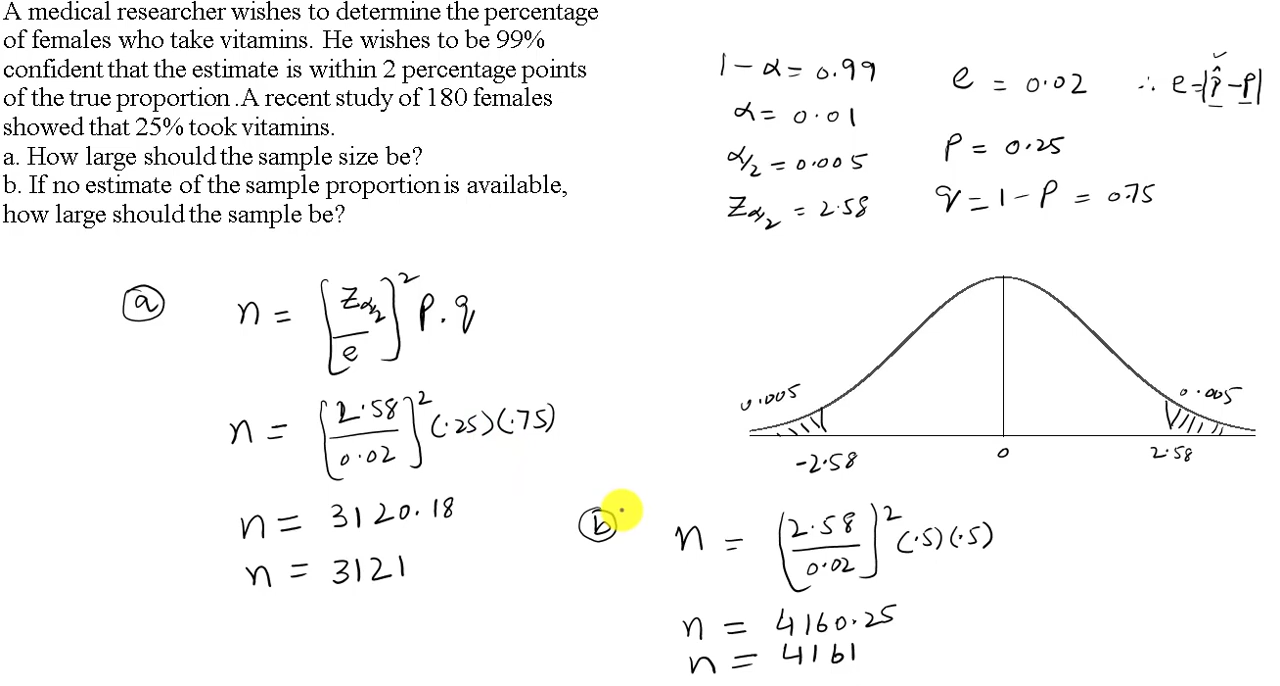 A medical researcher wishes to determine the percentage
of females who take vitamins. He wishes to be 99%
confident that the estimate is within 2 percentage points
of the true proportion .A recent study of 180 females
showed that 25% took vitamins.
a. How large should the sample size be?
b. If no estimate of the sample proportion is available,
how large should the sample be?
1 - α = 0.99
α = 0.01
α/2 = 0.005
Zα/2 = 2.58
e = 0.02 ∴ e=|p̂-p|
P = 0.25
q = 1 - P = 0.75
a n = [Zα/2 / e]² P.q
n = [2.58 / 0.02]² (.25)(.75)
n = 3120.18
n = 3121
0.005 0.005
-2.58 0 2.58
b n = (2.58 / 0.02)² (.5)(.5)
n = 4160.25
n = 4161